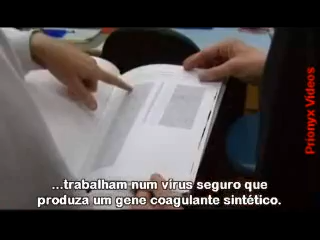 ...trabalham num vírus seguro que
produza um gene coagulante sintético.
Prionyx Videos